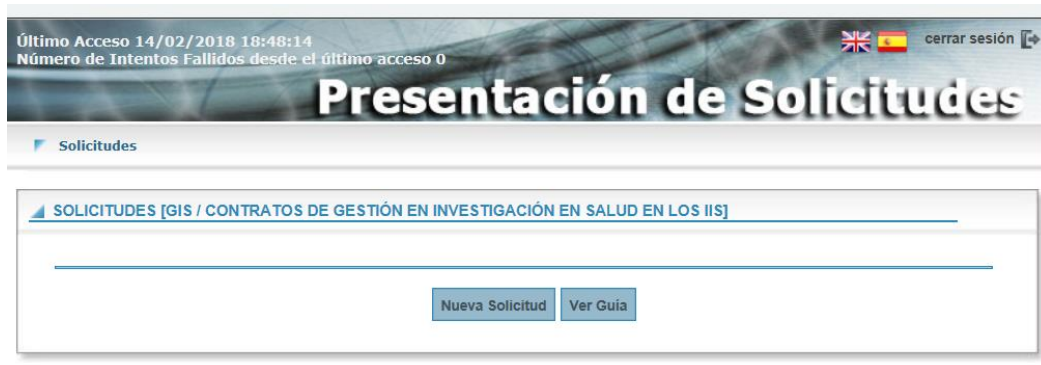 Último Acceso 14/02/2018 18:48:14
Número de Intentos Fallidos desde el último acceso 0
cerrar sesión
Presentación de Solicitudes
Solicitudes
SOLICITUDES [GIS / CONTRATOS DE GESTIÓN EN INVESTIGACIÓN EN SALUD EN LOS IIS]
Nueva Solicitud
Ver Guia